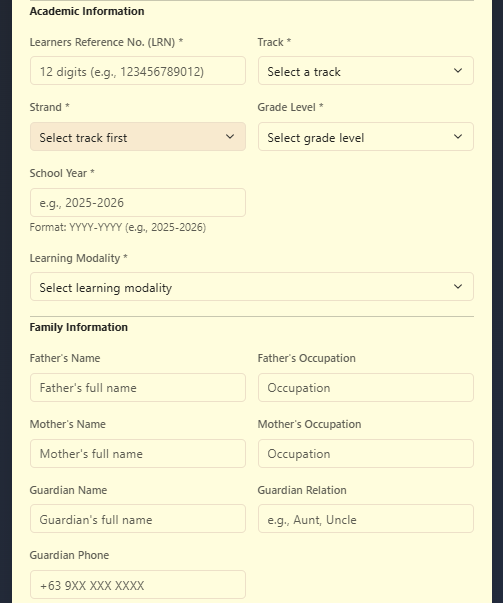 Academic Information
Learners Reference No. (LRN) * Track *
12 digits (e.g., 123456789012) Select a track
Strand * Grade Level *
Select track first Select grade level
School Year *
e.g., 2025-2026
Format: YYYY-YYYY (e.g., 2025-2026)
Learning Modality *
Select learning modality
Family Information
Father's Name Father's Occupation
Father's full name Occupation
Mother's Name Mother's Occupation
Mother's full name Occupation
Guardian Name Guardian Relation
Guardian's full name e.g., Aunt, Uncle
Guardian Phone
+63 9XX XXX XXXX